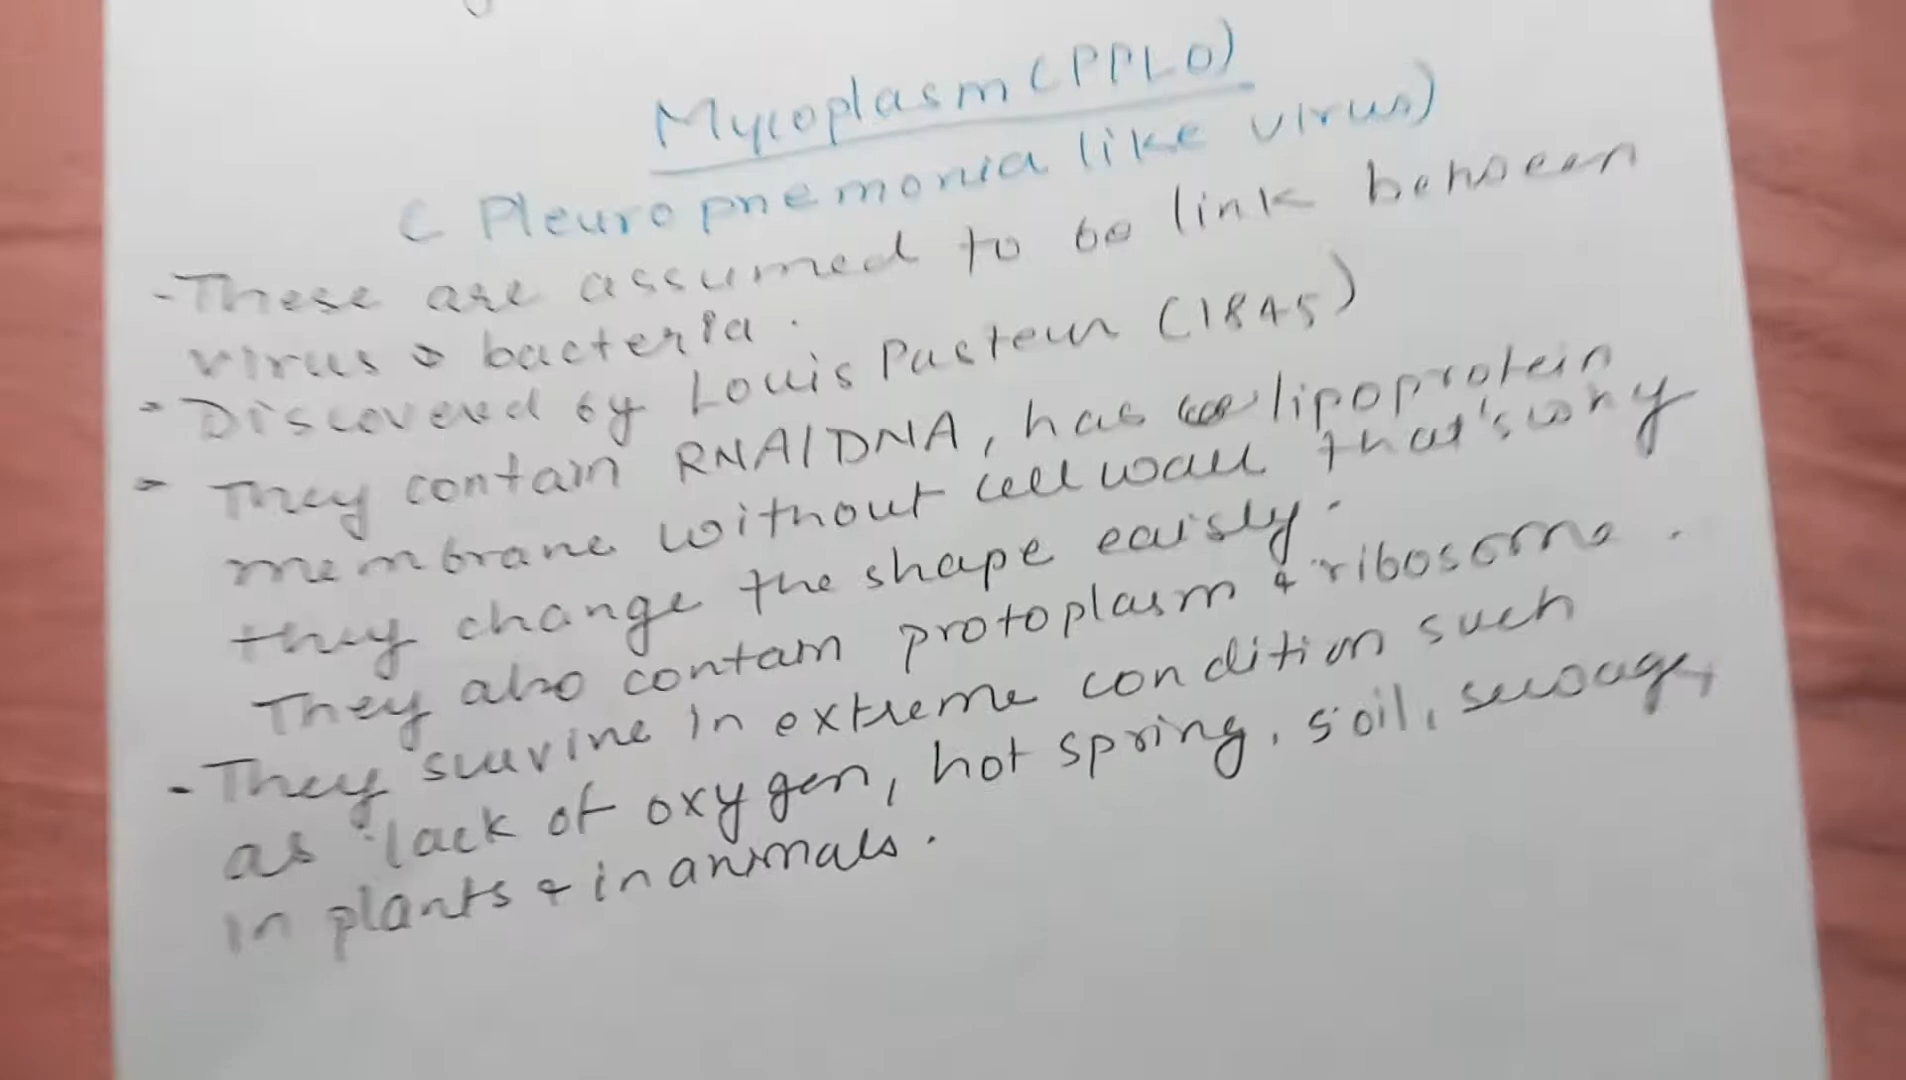 Mycoplasm (PPLO)
( Pleuropnemonia like virus)
- These are assumed to be link between
virus & bacteria.
- Discovered by Louis Pasteur (1845)
- They contain RNA/DNA, has lipoprotein
membrane without cell wall that's why
they change the shape eaisly.
They also contain protoplasm & ribosome.
- They survive in extreme condition such
as lack of oxygen, hot spring, soil, sewage,
in plants & in animals.